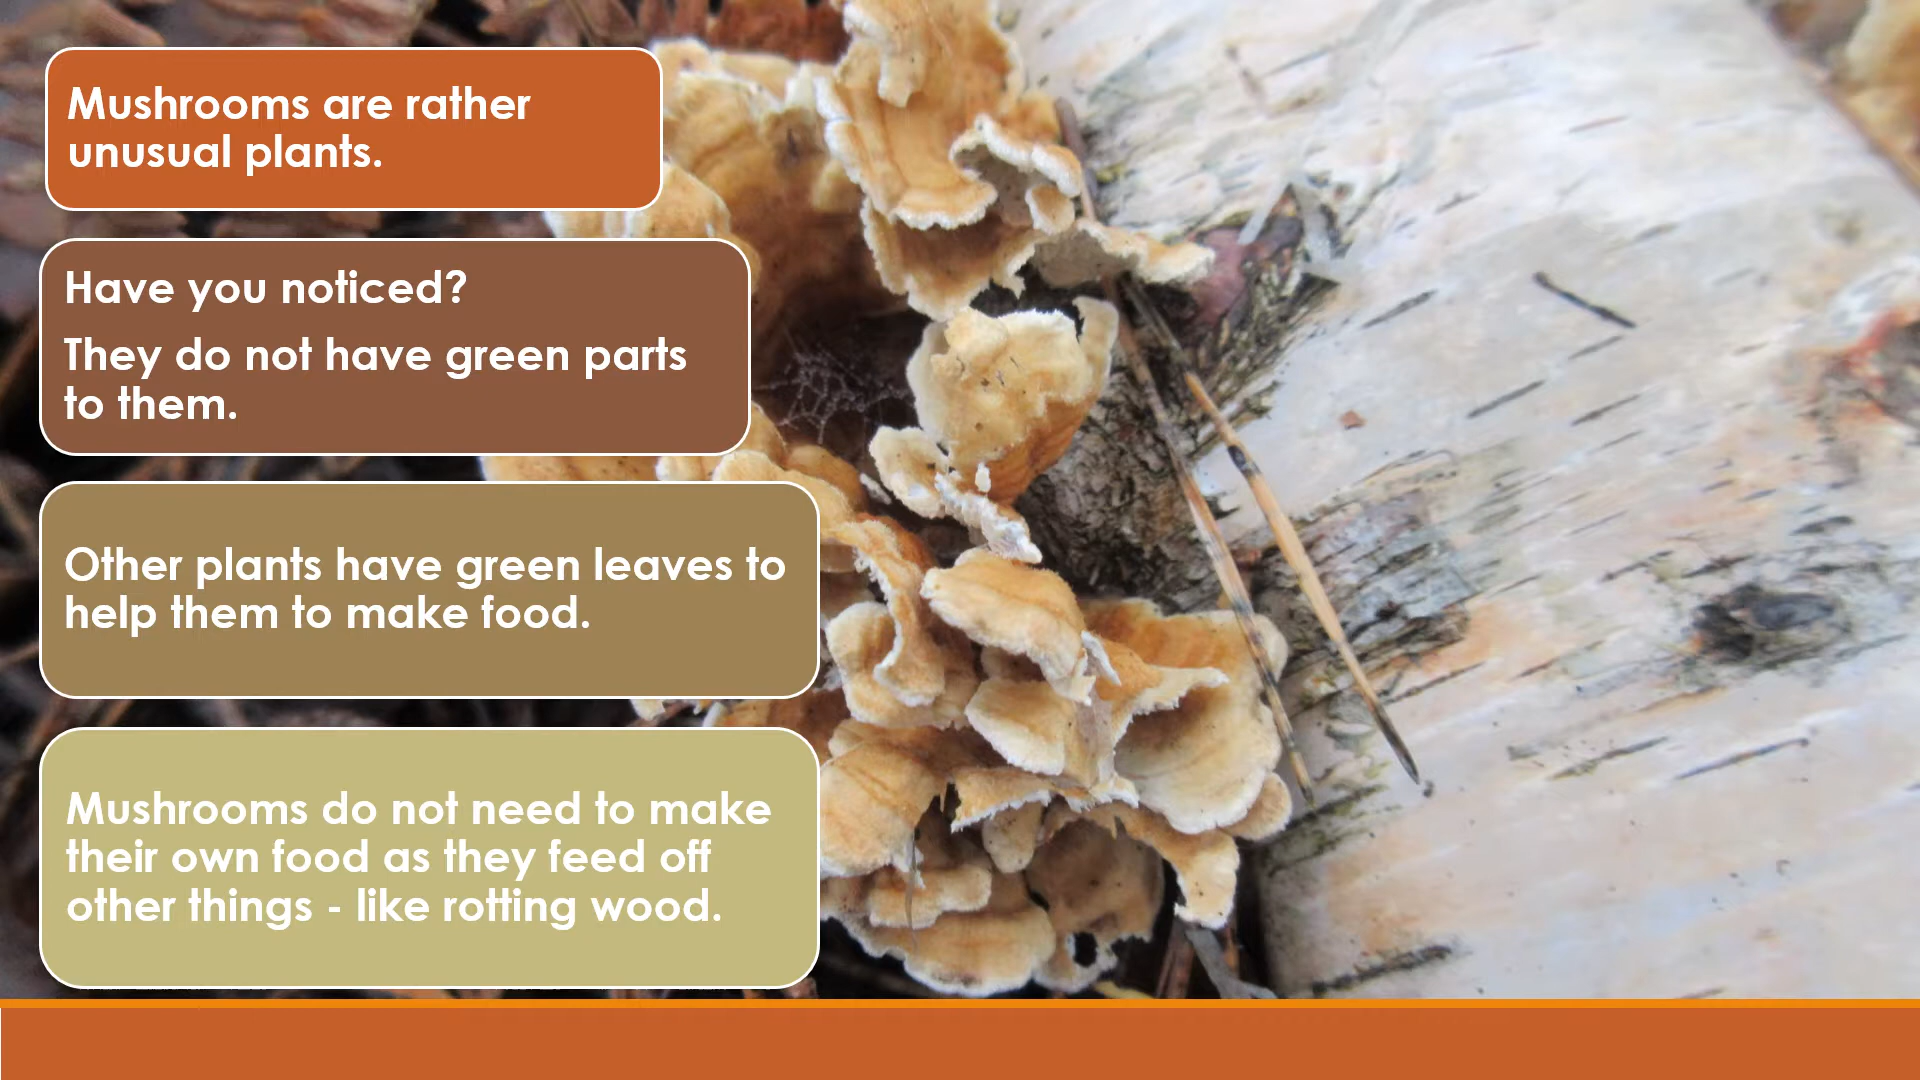 Mushrooms are rather
unusual plants.
Have you noticed?
They do not have green parts
to them.
Other plants have green leaves to
help them to make food.
Mushrooms do not need to make
their own food as they feed off
other things - like rotting wood.